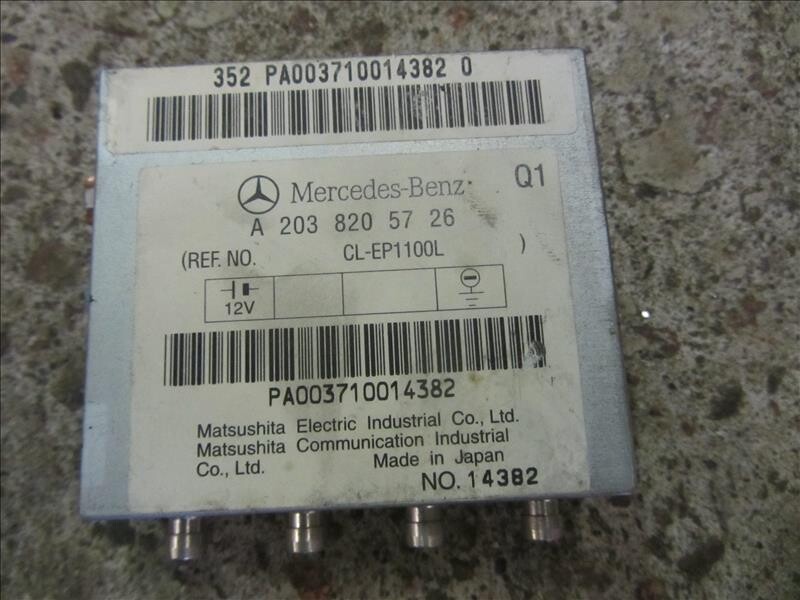 352 PA003710014382 0
Mercedes-Benz Q1
A 203 820 57 26
(REF. NO. CL-EP1100L )
12V
PA003710014382
Matsushita Electric Industrial Co., Ltd.
Matsushita Communication Industrial
Co., Ltd. Made in Japan
NO. 14382